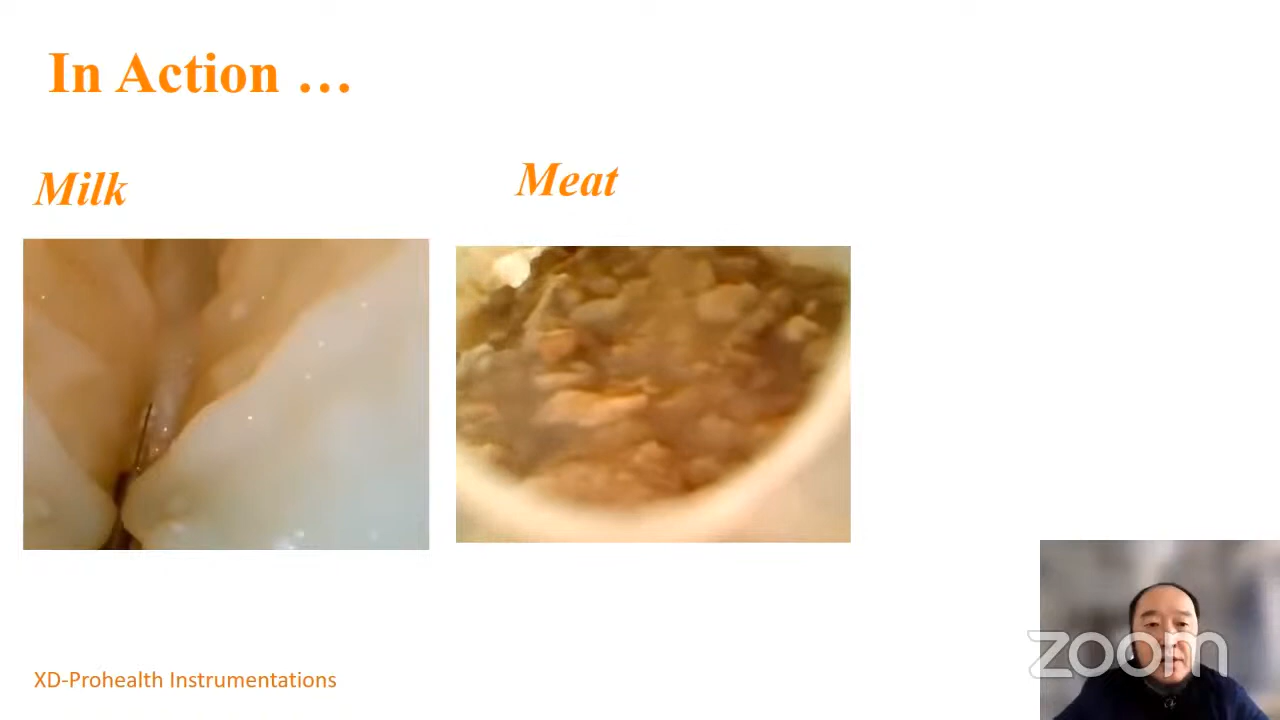 In Action …
Milk
Meat
XD-Prohealth Instrumentations
zoom